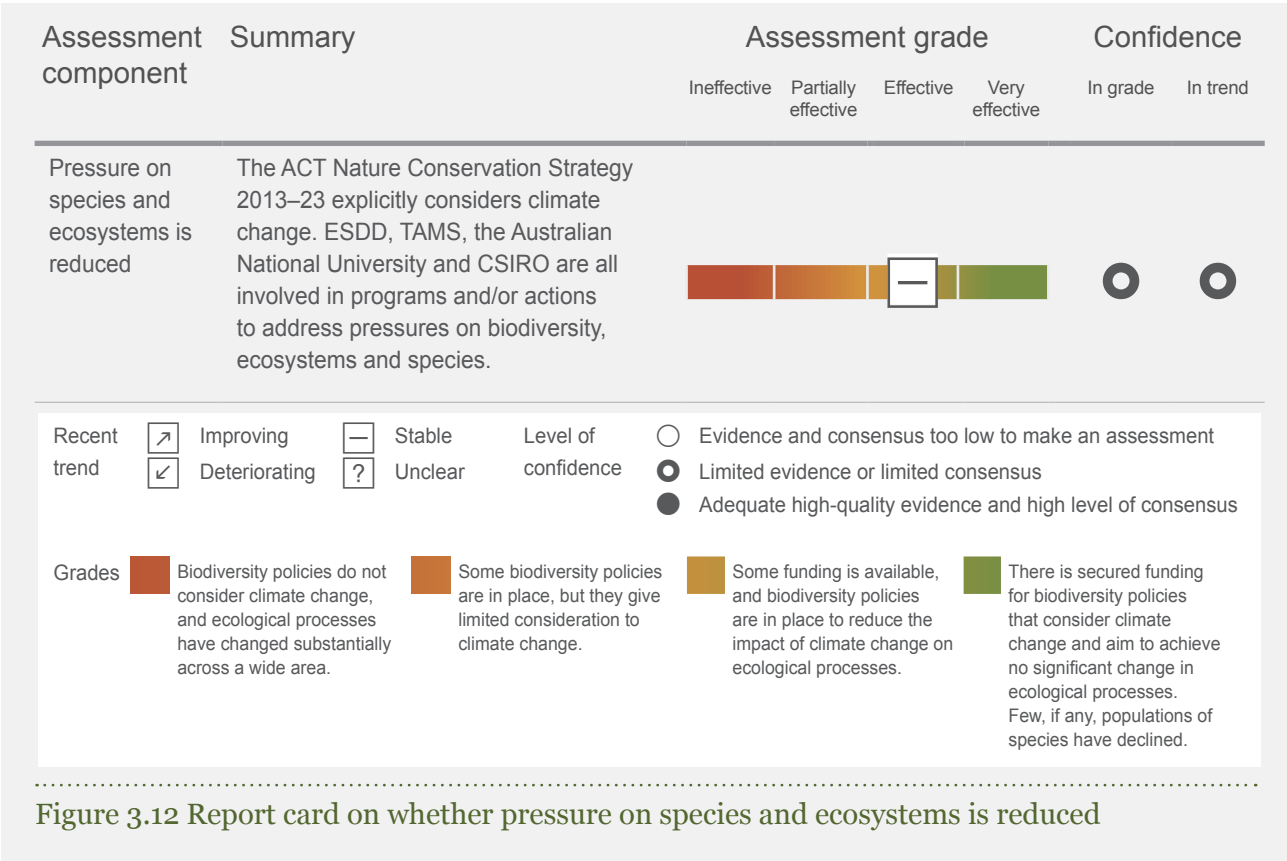 Assessment component
Summary
Assessment grade
Confidence
Ineffective
Partially effective
Effective
Very effective
In grade
In trend
Pressure on
species and
ecosystems is
reduced
The ACT Nature Conservation Strategy
2013–23 explicitly considers climate
change. ESDD, TAMS, the Australian
National University and CSIRO are all
involved in programs and/or actions
to address pressures on biodiversity,
ecosystems and species.
Recent
trend
Improving
Deteriorating
Stable
? Unclear
Level of
confidence
Evidence and consensus too low to make an assessment
Limited evidence or limited consensus
Adequate high-quality evidence and high level of consensus
Grades
Biodiversity policies do not
consider climate change,
and ecological processes
have changed substantially
across a wide area.
Some biodiversity policies
are in place, but they give
limited consideration to
climate change.
Some funding is available,
and biodiversity policies
are in place to reduce the
impact of climate change on
ecological processes.
There is secured funding
for biodiversity policies
that consider climate
change and aim to achieve
no significant change in
ecological processes.
Few, if any, populations of
species have declined.
Figure 3.12 Report card on whether pressure on species and ecosystems is reduced